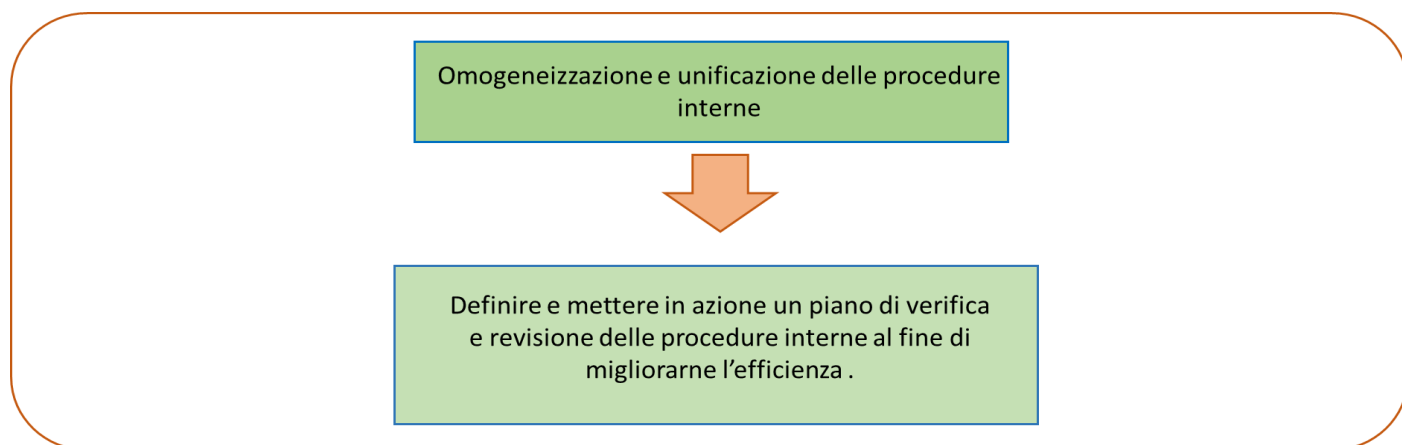 Omogeneizzazione e unificazione delle procedure
interne
Definire e mettere in azione un piano di verifica
e revisione delle procedure interne al fine di
migliorarne l’efficienza .